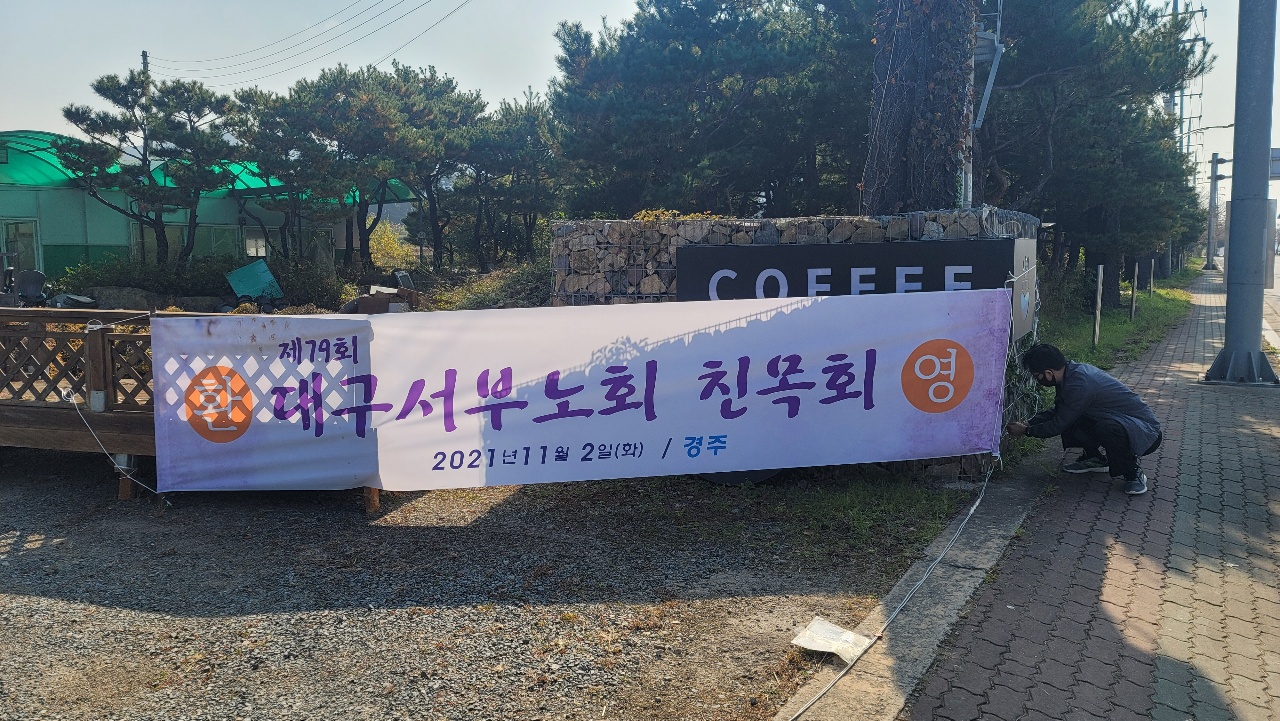 COFFEE
제79회
환 대구서부노회 친목회 영
2021년11월 2일(화) / 경주